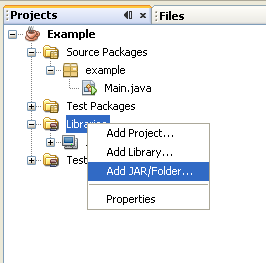 Projects
Files
Example
Source Packages
example
Main.java
Test Packages
Libraries
Add Project...
Add Library...
Add JAR/Folder...
Test
Properties